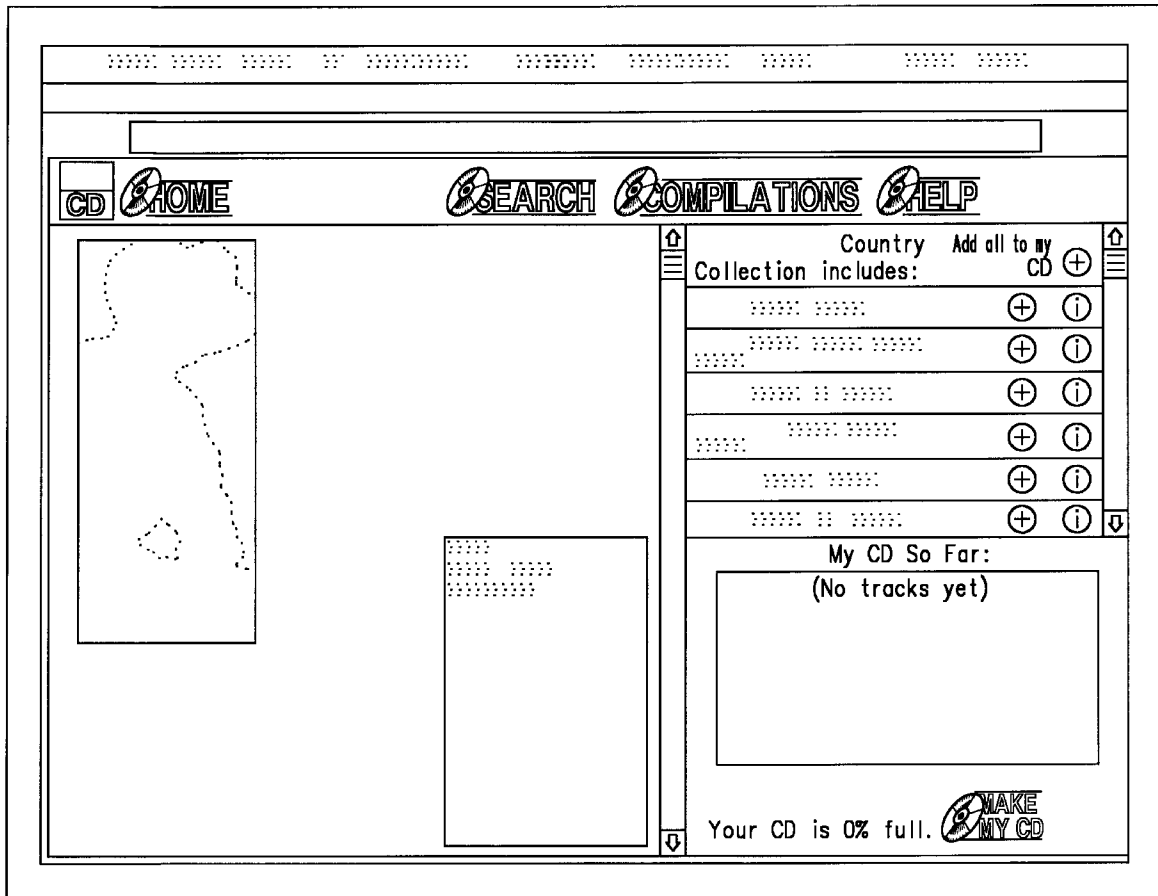 CD HOME SEARCH COMPILATIONS HELP
Country
Collection includes:
Add all to my
CD
My CD So Far:
(No tracks yet)
Your CD is 0% full.
MAKE
MY CD